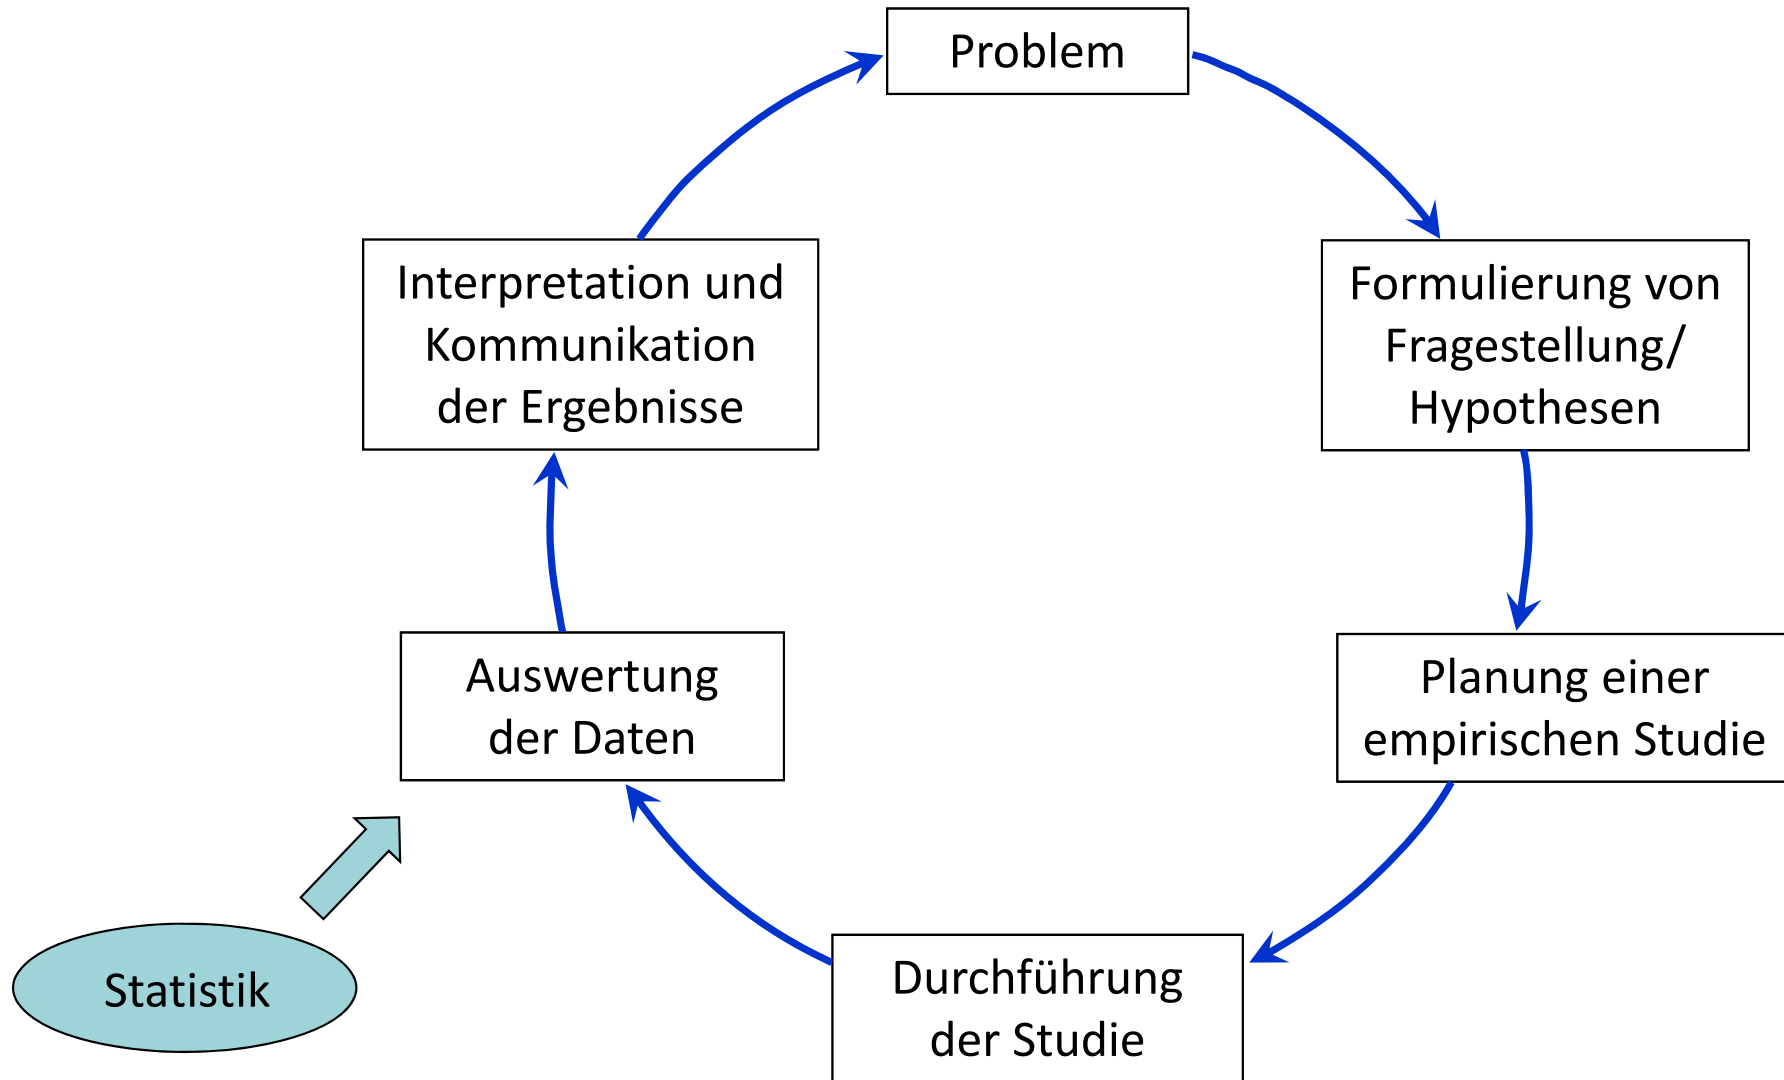 Problem
Formulierung von
Fragestellung/
Hypothesen
Planung einer
empirischen Studie
Durchführung
der Studie
Auswertung
der Daten
Interpretation und
Kommunikation
der Ergebnisse
Statistik